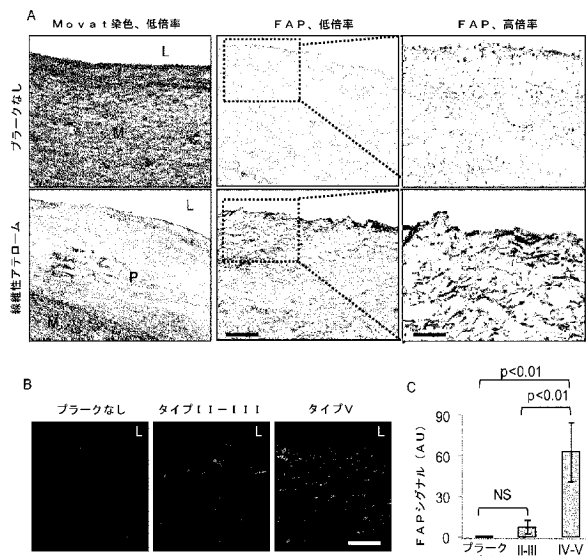 A
Movat染色、低倍率
FAP、低倍率
FAP、高倍率
プラークなし
L
M
線維性アテローム
L
P
M
B
プラークなし
タイプII-III
タイプV
L
L
L
C
p<0.01
p<0.01
FAPシグナル (AU)
90
60
30
0
NS
プラーク
II-III
IV-V